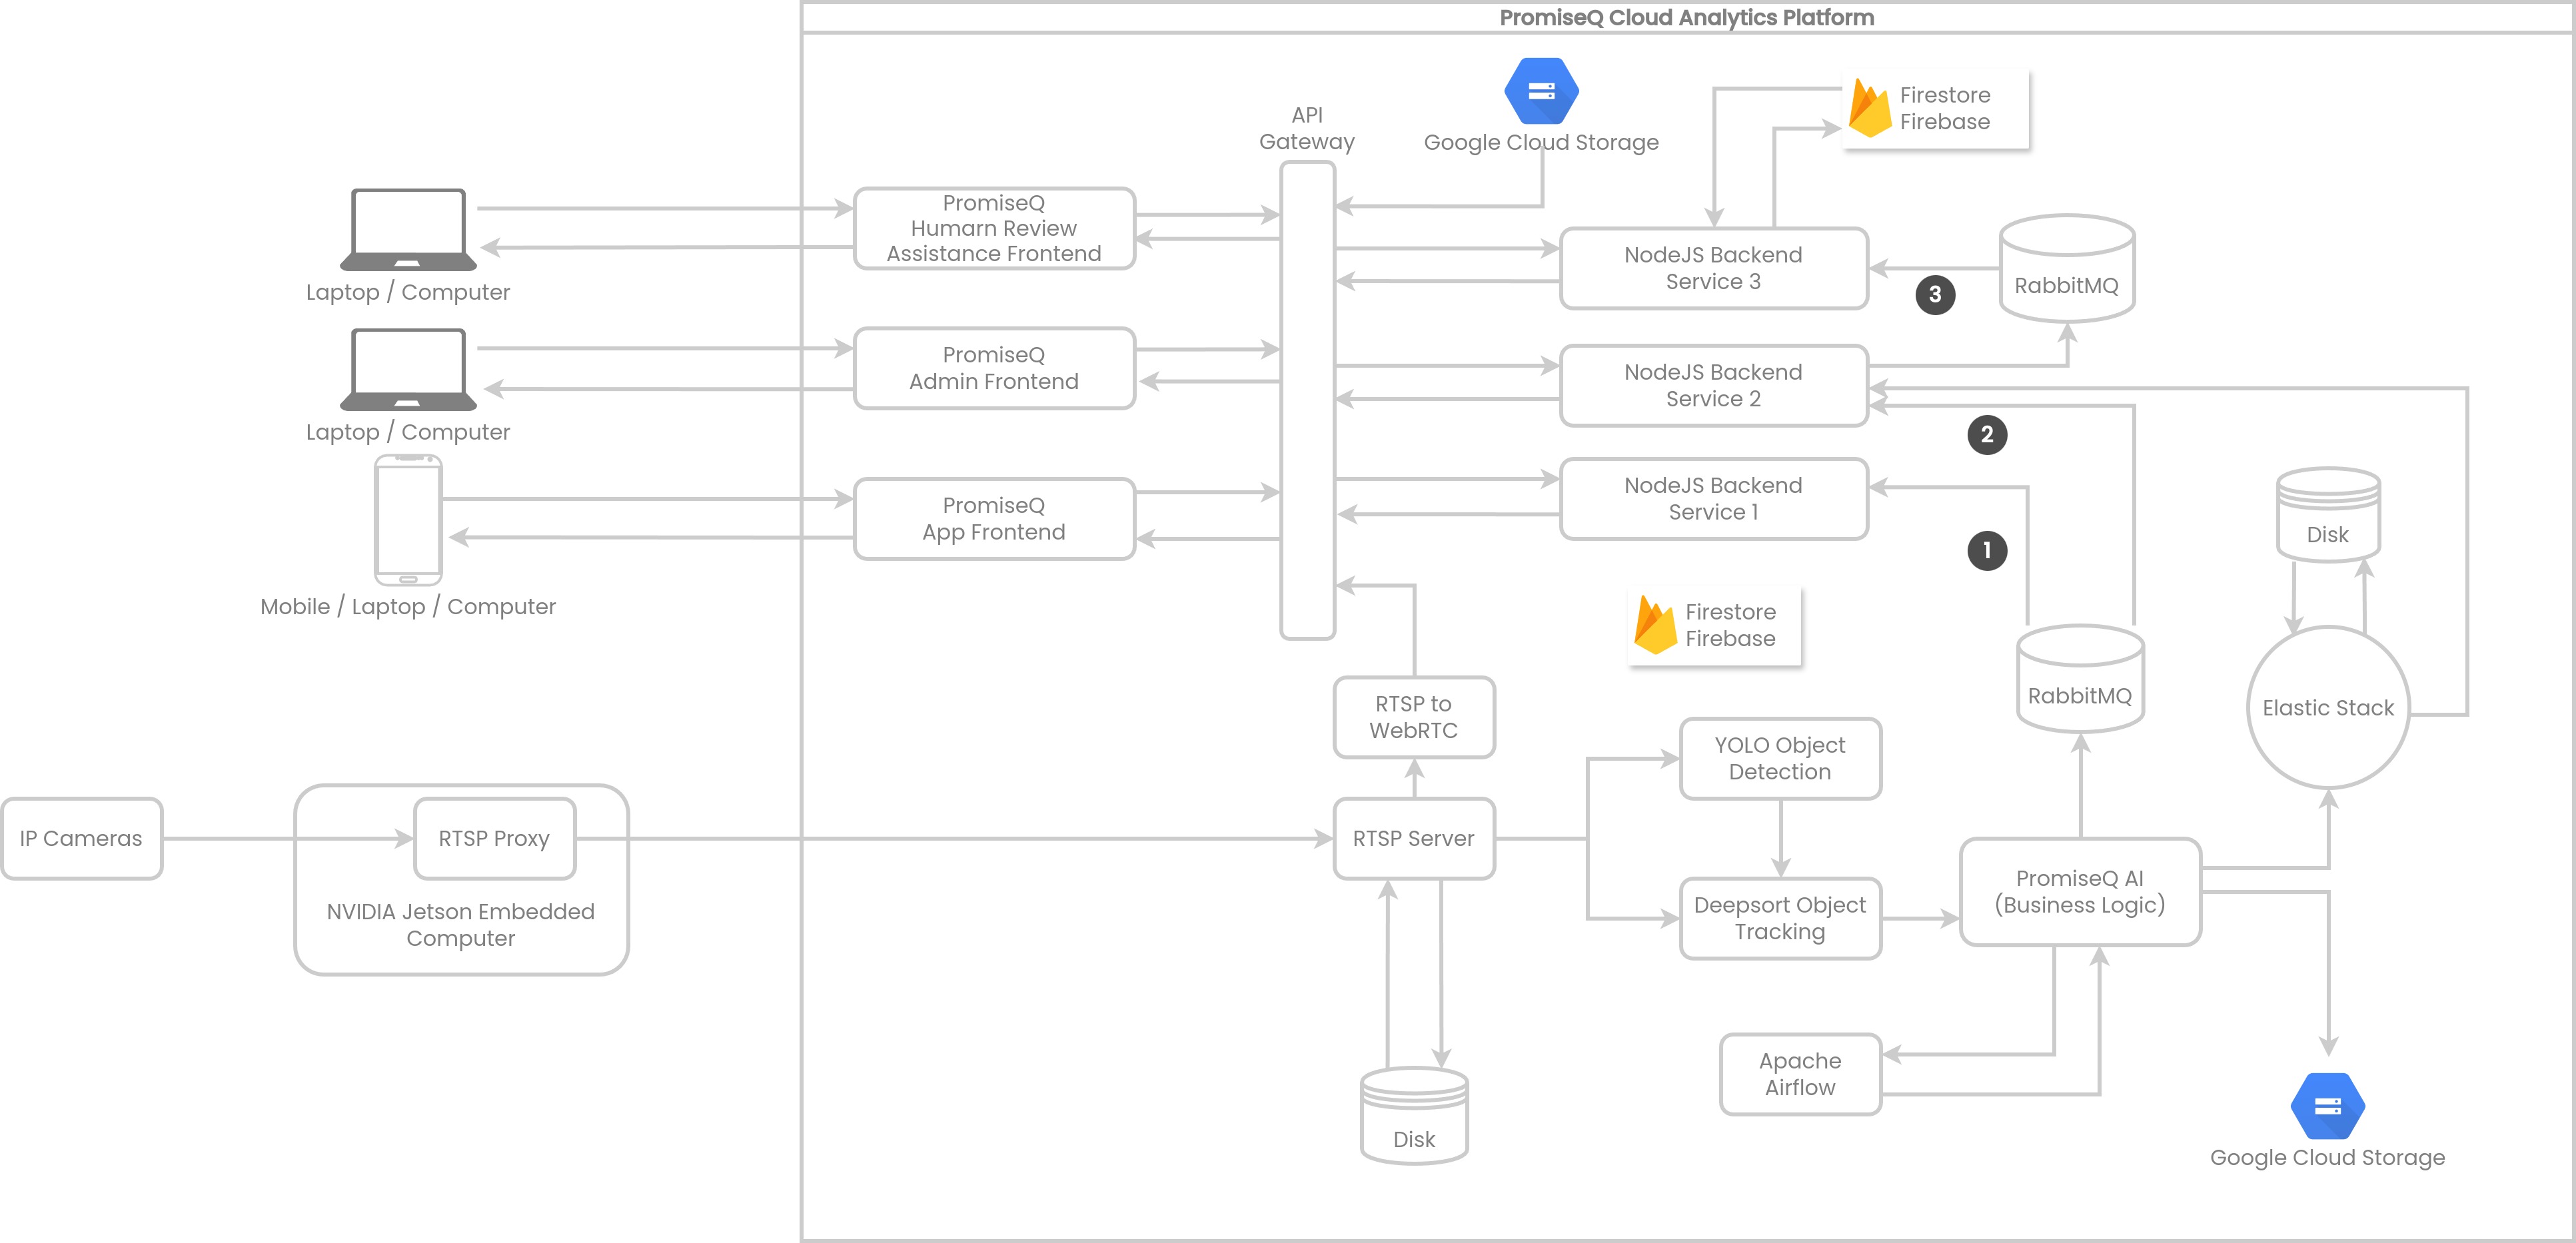 PromiseQ Cloud Analytics Platform
API
Gateway
Google Cloud Storage
Firestore
Firebase
PromiseQ
Humarn Review
Assistance Frontend
Laptop / Computer
NodeJS Backend
Service 3
RabbitMQ
3
PromiseQ
Admin Frontend
Laptop / Computer
NodeJS Backend
Service 2
2
PromiseQ
App Frontend
Mobile / Laptop / Computer
NodeJS Backend
Service 1
1
Disk
Firestore
Firebase
RTSP to
WebRTC
RabbitMQ
Elastic Stack
YOLO Object
Detection
IP Cameras
RTSP Proxy
NVIDIA Jetson Embedded
Computer
RTSP Server
Deepsort Object
Tracking
PromiseQ AI
(Business Logic)
Apache
Airflow
Disk
Google Cloud Storage